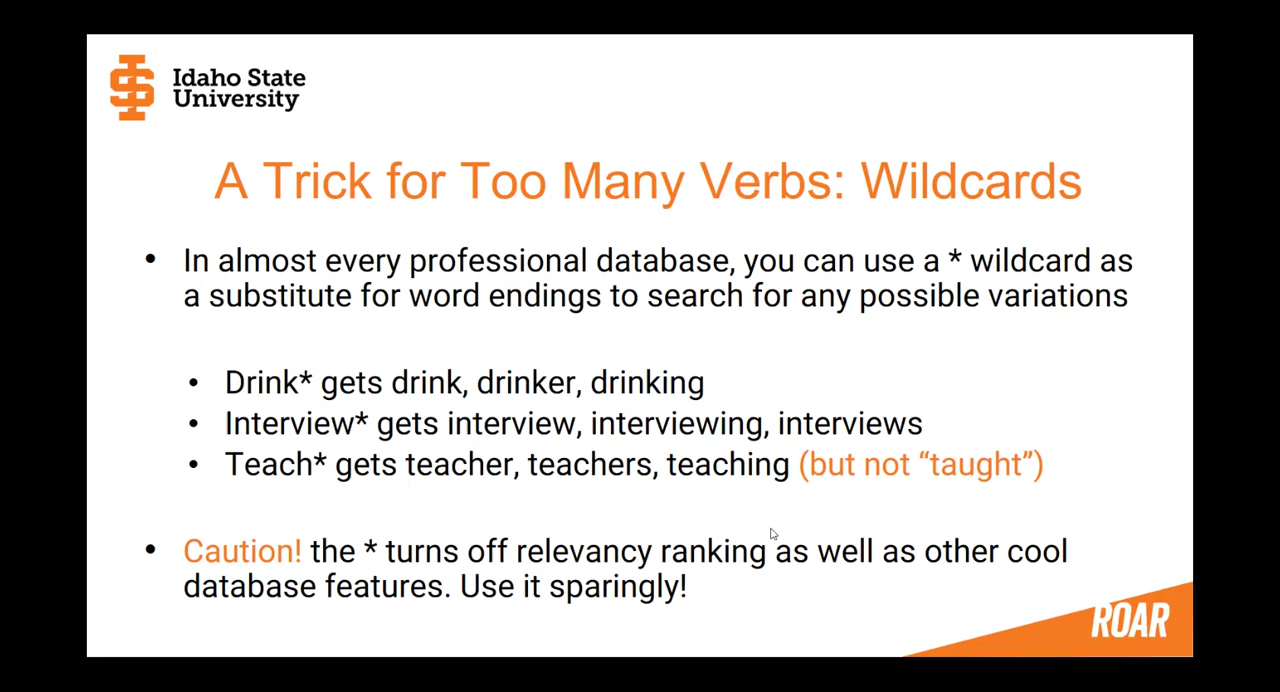 Idaho State
University
A Trick for Too Many Verbs: Wildcards
• In almost every professional database, you can use a * wildcard as
a substitute for word endings to search for any possible variations
• Drink* gets drink, drinker, drinking
• Interview* gets interview, interviewing, interviews
• Teach* gets teacher, teachers, teaching (but not “taught”)
• Caution! the * turns off relevancy ranking as well as other cool
database features. Use it sparingly!
ROAR